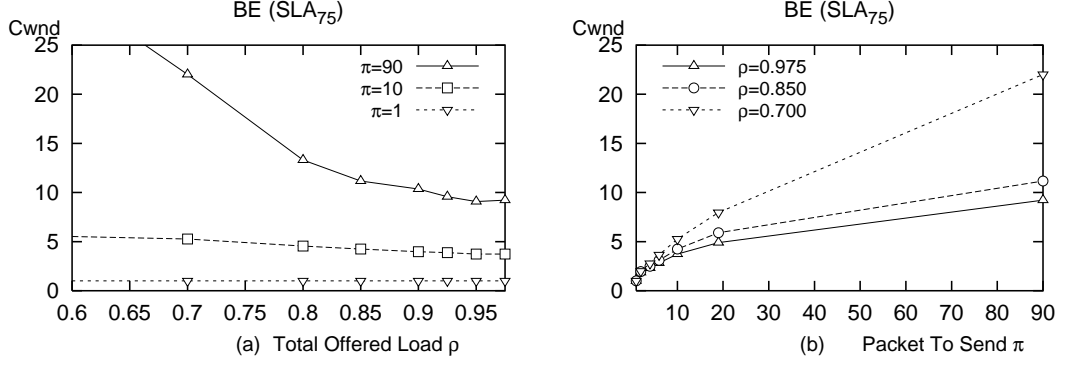 BE (SLA75)
Cwnd
25
20
15
10
5
0
π=90
π=10
π=1
0.6 0.65 0.7 0.75 0.8 0.85 0.9 0.95
(a) Total Offered Load ρ
BE (SLA75)
Cwnd
25
20
15
10
5
0
ρ=0.975
ρ=0.850
ρ=0.700
10 20 30 40 50 60 70 80 90
(b) Packet To Send π